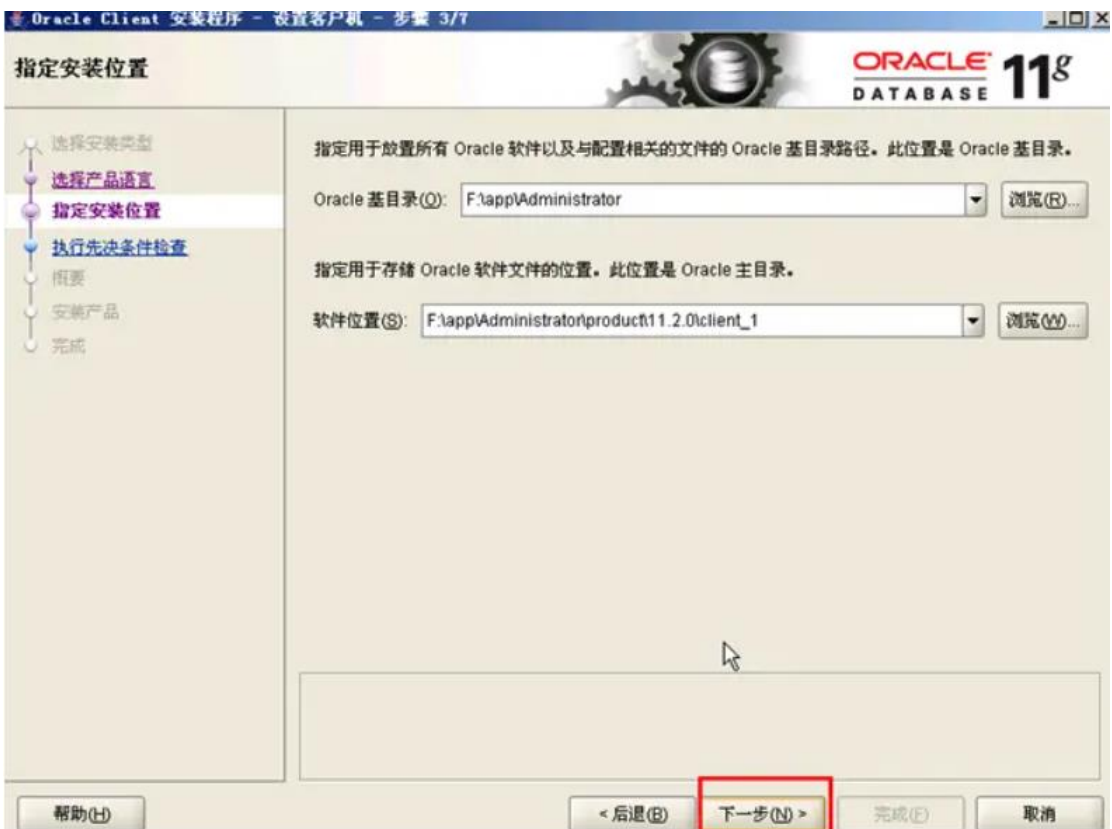 Oracle Client 安装程序 - 设置客户机 - 步骤 3/7
指定安装位置
ORACLE 11g
DATABASE
选择安装类型
选择产品语言
指定安装位置
执行先决条件检查
概要
安装产品
完成
指定用于放置所有 Oracle 软件以及与配置相关的文件的 Oracle 基目录路径。此位置是 Oracle 基目录。
Oracle 基目录(O): F:\app\Administrator 浏览(R)...
指定用于存储 Oracle 软件文件的位置。此位置是 Oracle 主目录。
软件位置(S): F:\app\Administrator\product\11.2.0\client_1 浏览(W)...
帮助(H) < 后退(B) 下一步(N) > 完成(F) 取消